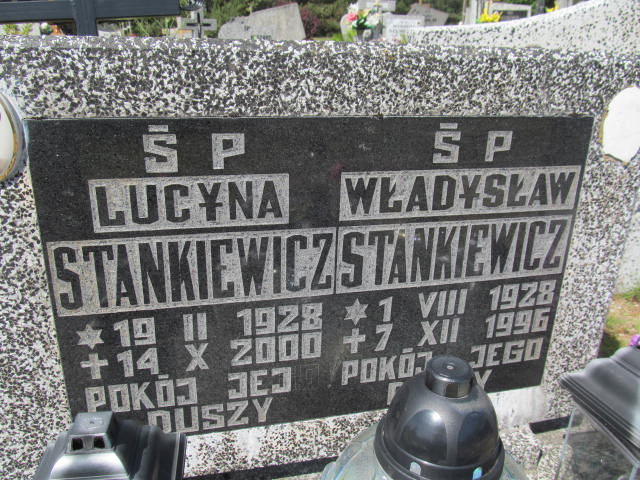 ŚP
LUCYNA
STANKIEWICZ
19 II 1928
+14 X 2000
POKÓJ JEJ
DUSZY
ŚP
WŁADYSŁAW
STANKIEWICZ
1 VIII 1928
+7 XII 1996
POKÓJ JEGO